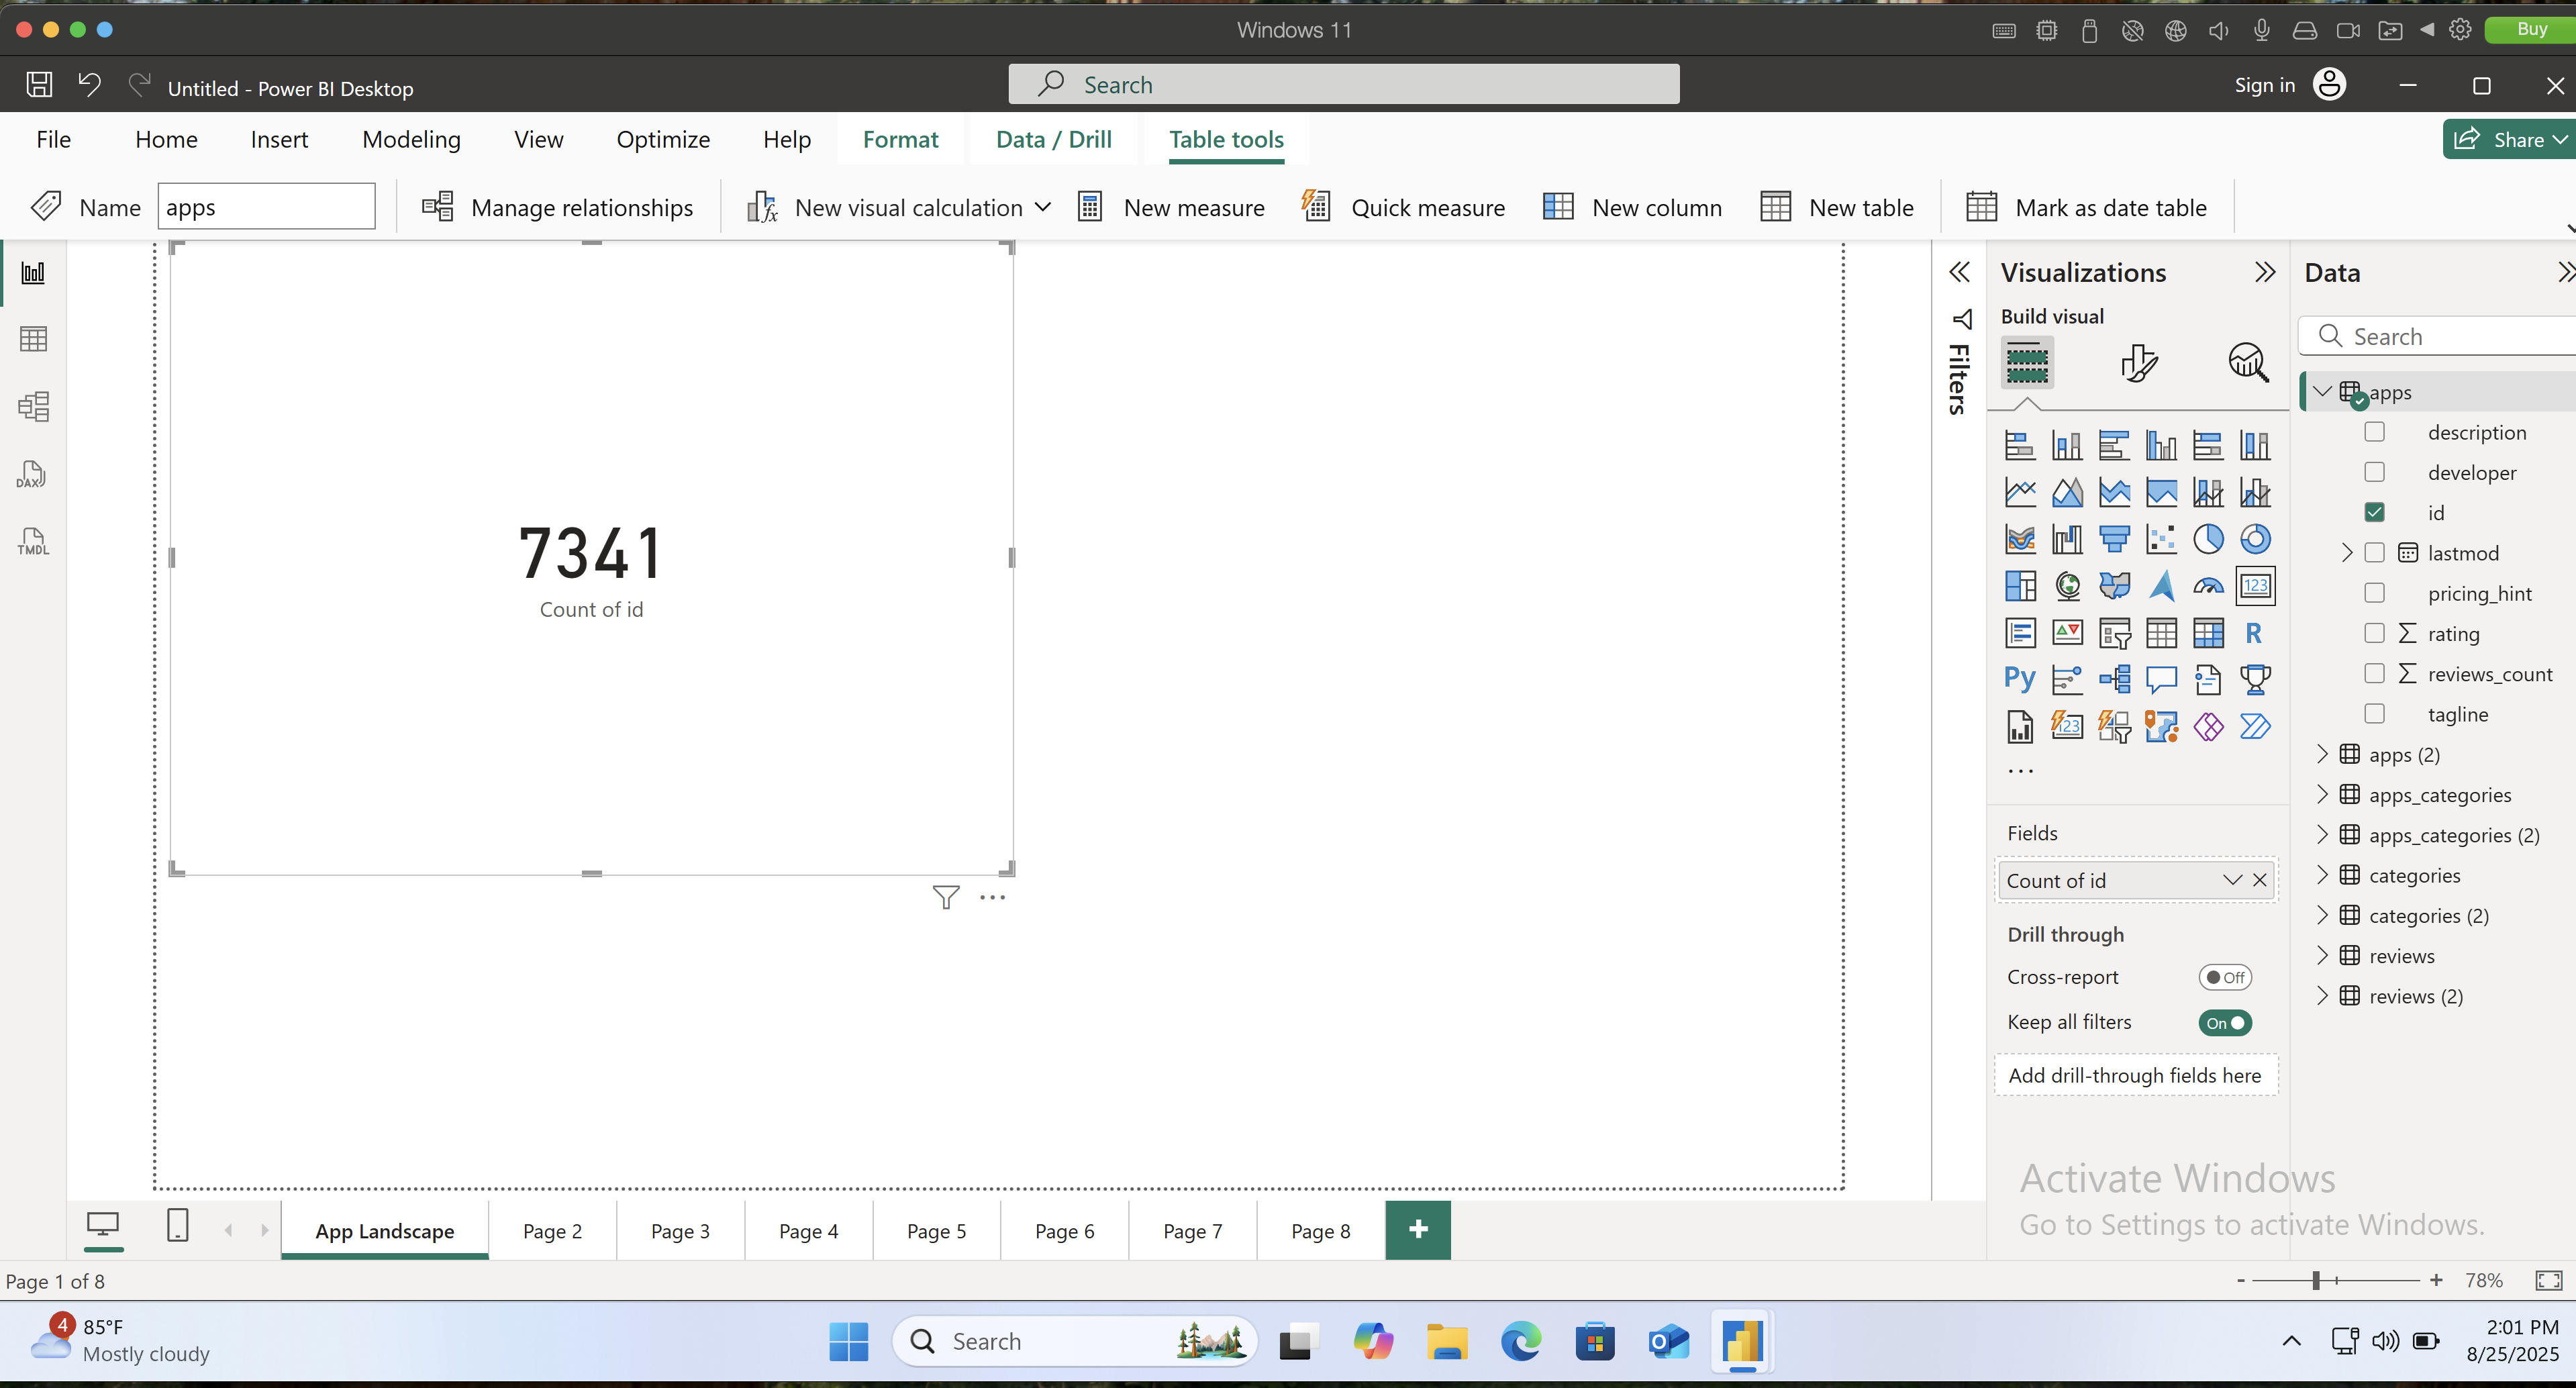 Windows 11
Buy
Untitled - Power BI Desktop
Search
Sign in
File
Home
Insert
Modeling
View
Optimize
Help
Format
Data / Drill
Table tools
Share
Name
apps
Manage relationships
New visual calculation
New measure
Quick measure
New column
New table
Mark as date table
DAX
TMDL
7341
Count of id
Filters
Visualizations
Build visual
123
R
Py
123
Fields
Count of id
Drill through
Cross-report
Off
Keep all filters
On
Add drill-through fields here
Data
Search
apps
description
developer
id
lastmod
pricing_hint
rating
reviews_count
tagline
apps (2)
apps_categories
apps_categories (2)
categories
categories (2)
reviews
reviews (2)
Activate Windows
Go to Settings to activate Windows.
App Landscape
Page 2
Page 3
Page 4
Page 5
Page 6
Page 7
Page 8
Page 1 of 8
78%
4
85°F
Mostly cloudy
Search
2:01 PM
8/25/2025